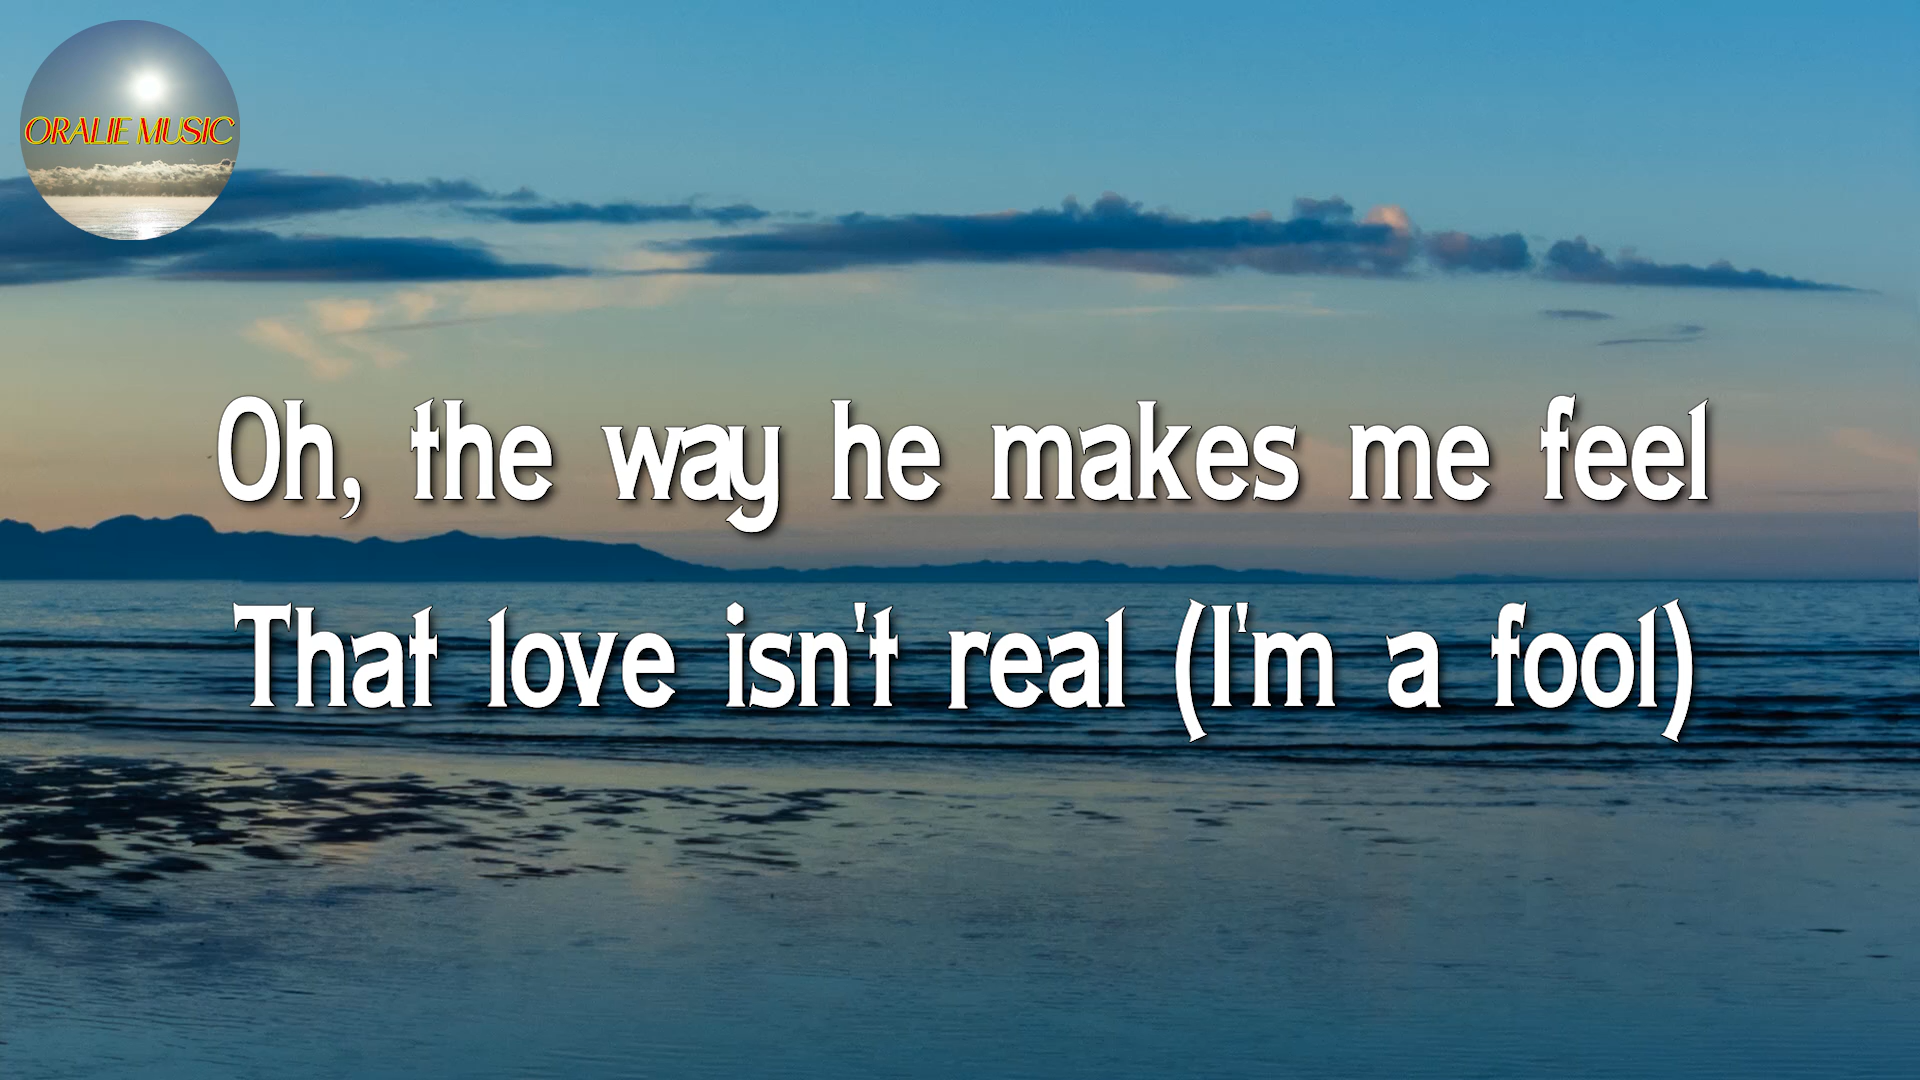 ORALIE MUSIC
Oh, the way he makes me feel
That love isn't real (I'm a fool)